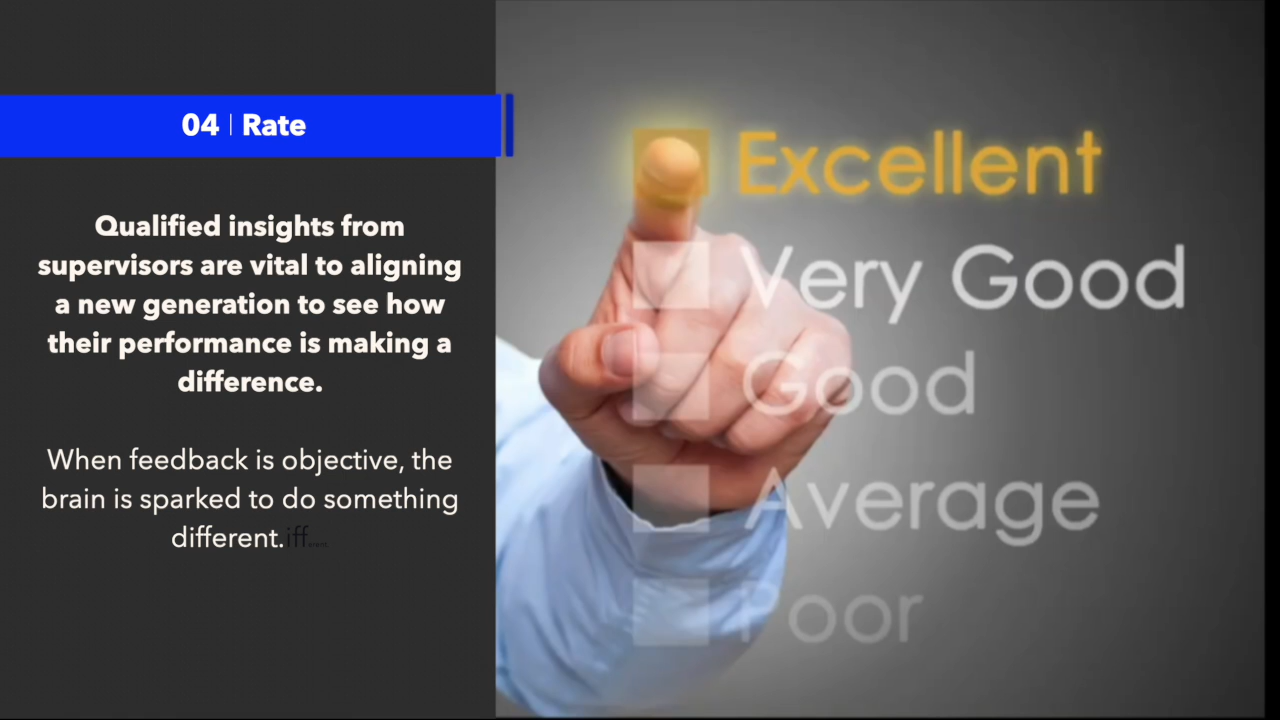 04 | Rate
Qualified insights from
supervisors are vital to aligning
a new generation to see how
their performance is making a
difference.
When feedback is objective, the
brain is sparked to do something
different.iff
Excellent
Very Good
Good
Average
Poor